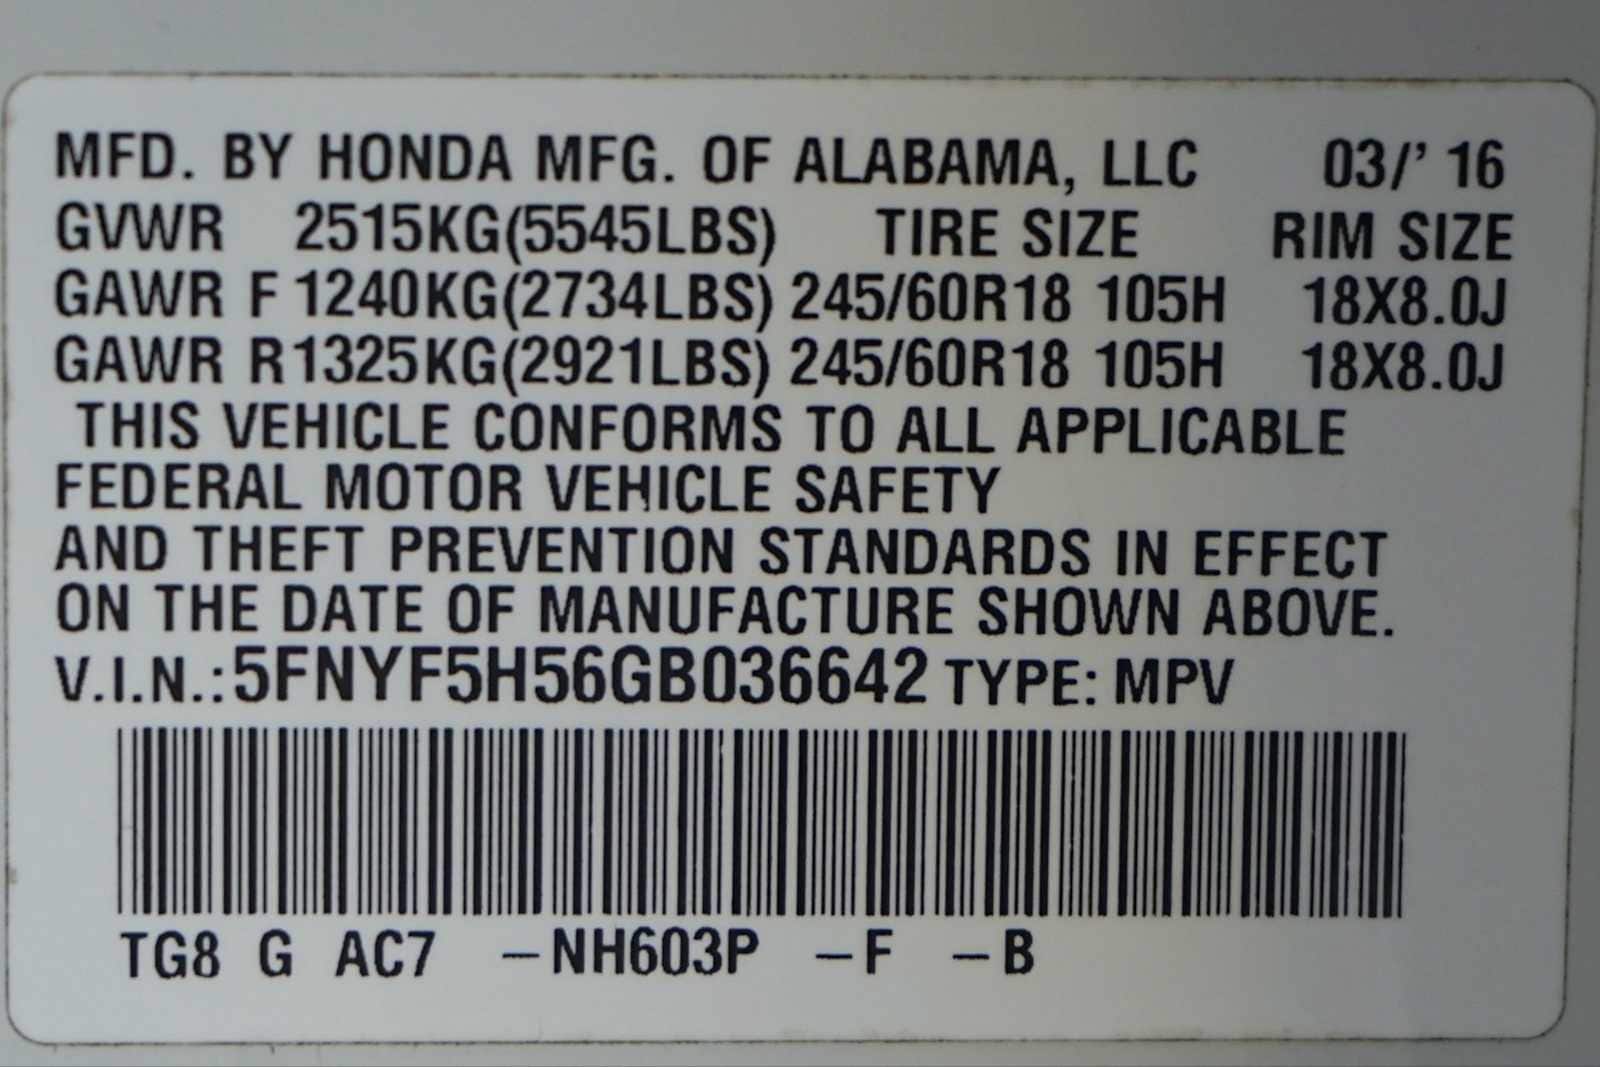 MFD. BY HONDA MFG. OF ALABAMA, LLC 03/' 16
GVWR 2515KG(5545LBS) TIRE SIZE RIM SIZE
GAWR F 1240KG(2734LBS) 245/60R18 105H 18X8.0J
GAWR R1325KG(2921LBS) 245/60R18 105H 18X8.0J
THIS VEHICLE CONFORMS TO ALL APPLICABLE
FEDERAL MOTOR VEHICLE SAFETY
AND THEFT PREVENTION STANDARDS IN EFFECT
ON THE DATE OF MANUFACTURE SHOWN ABOVE.
V.I.N.:5FNYF5H56GB036642 TYPE: MPV
TG8 G AC7 –NH603P –F –B